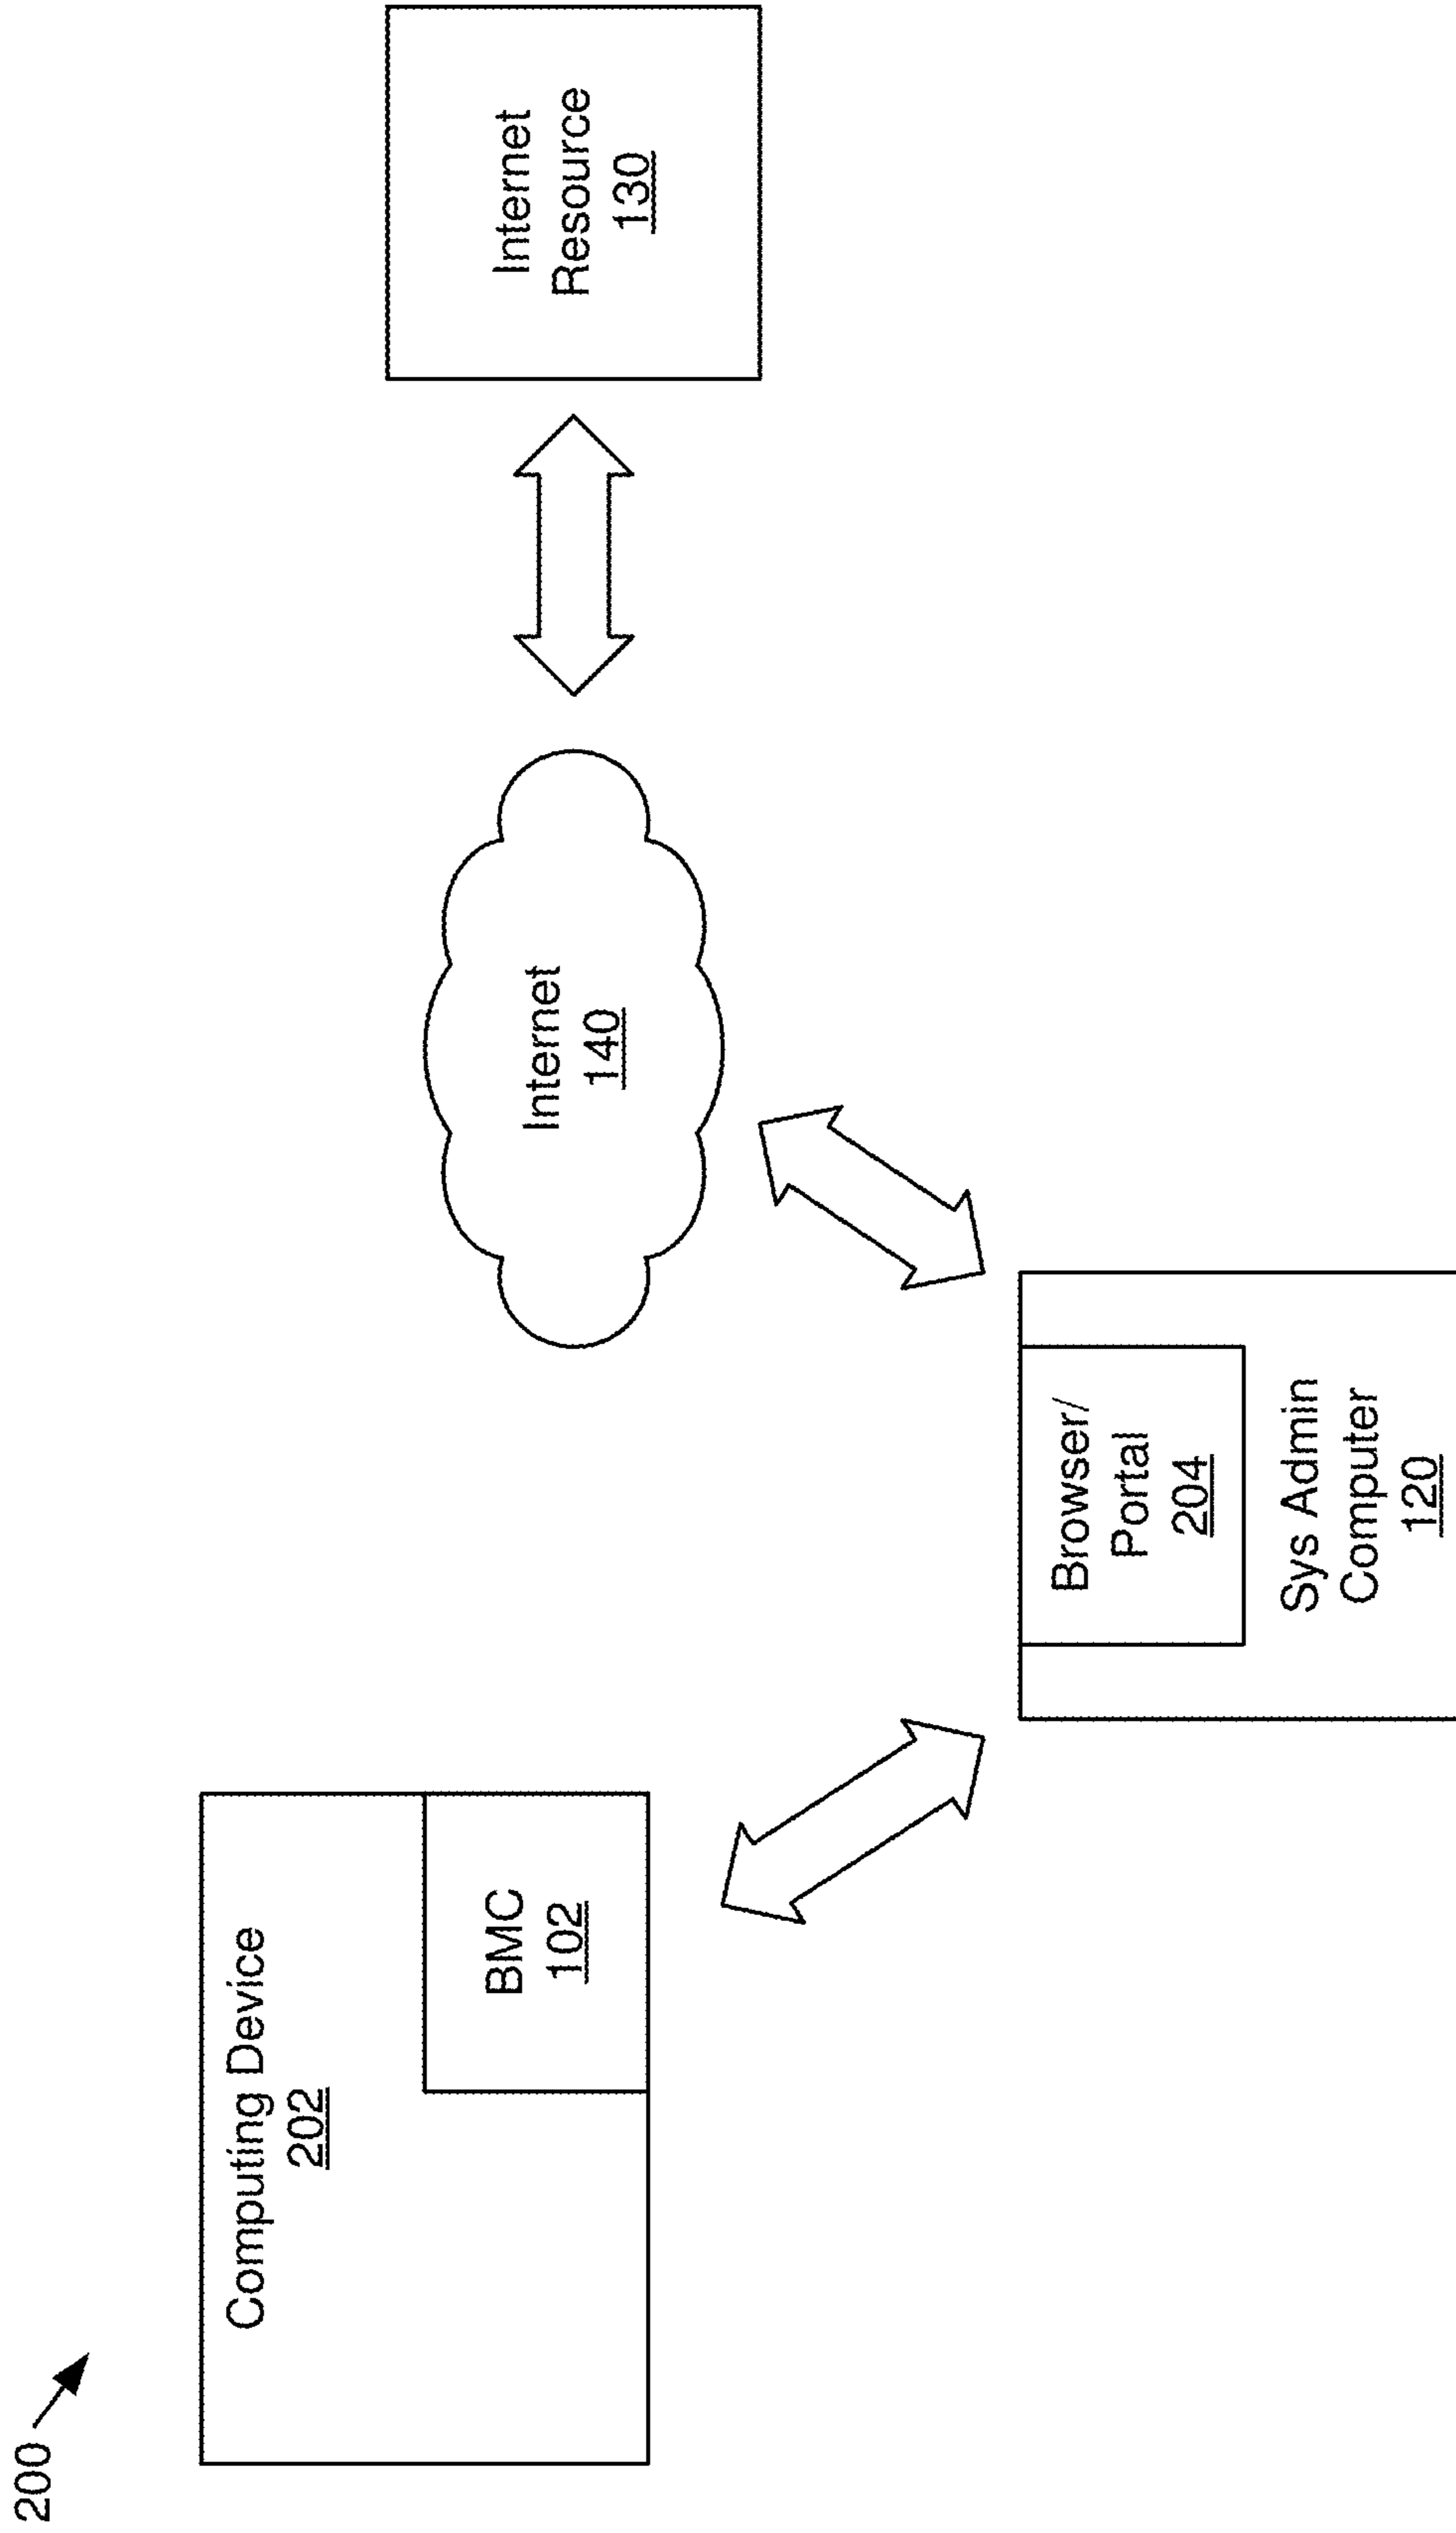 200
Computing Device
202
BMC
102
Browser/
Portal
204
Sys Admin
Computer
120
Internet
140
Internet
Resource
130